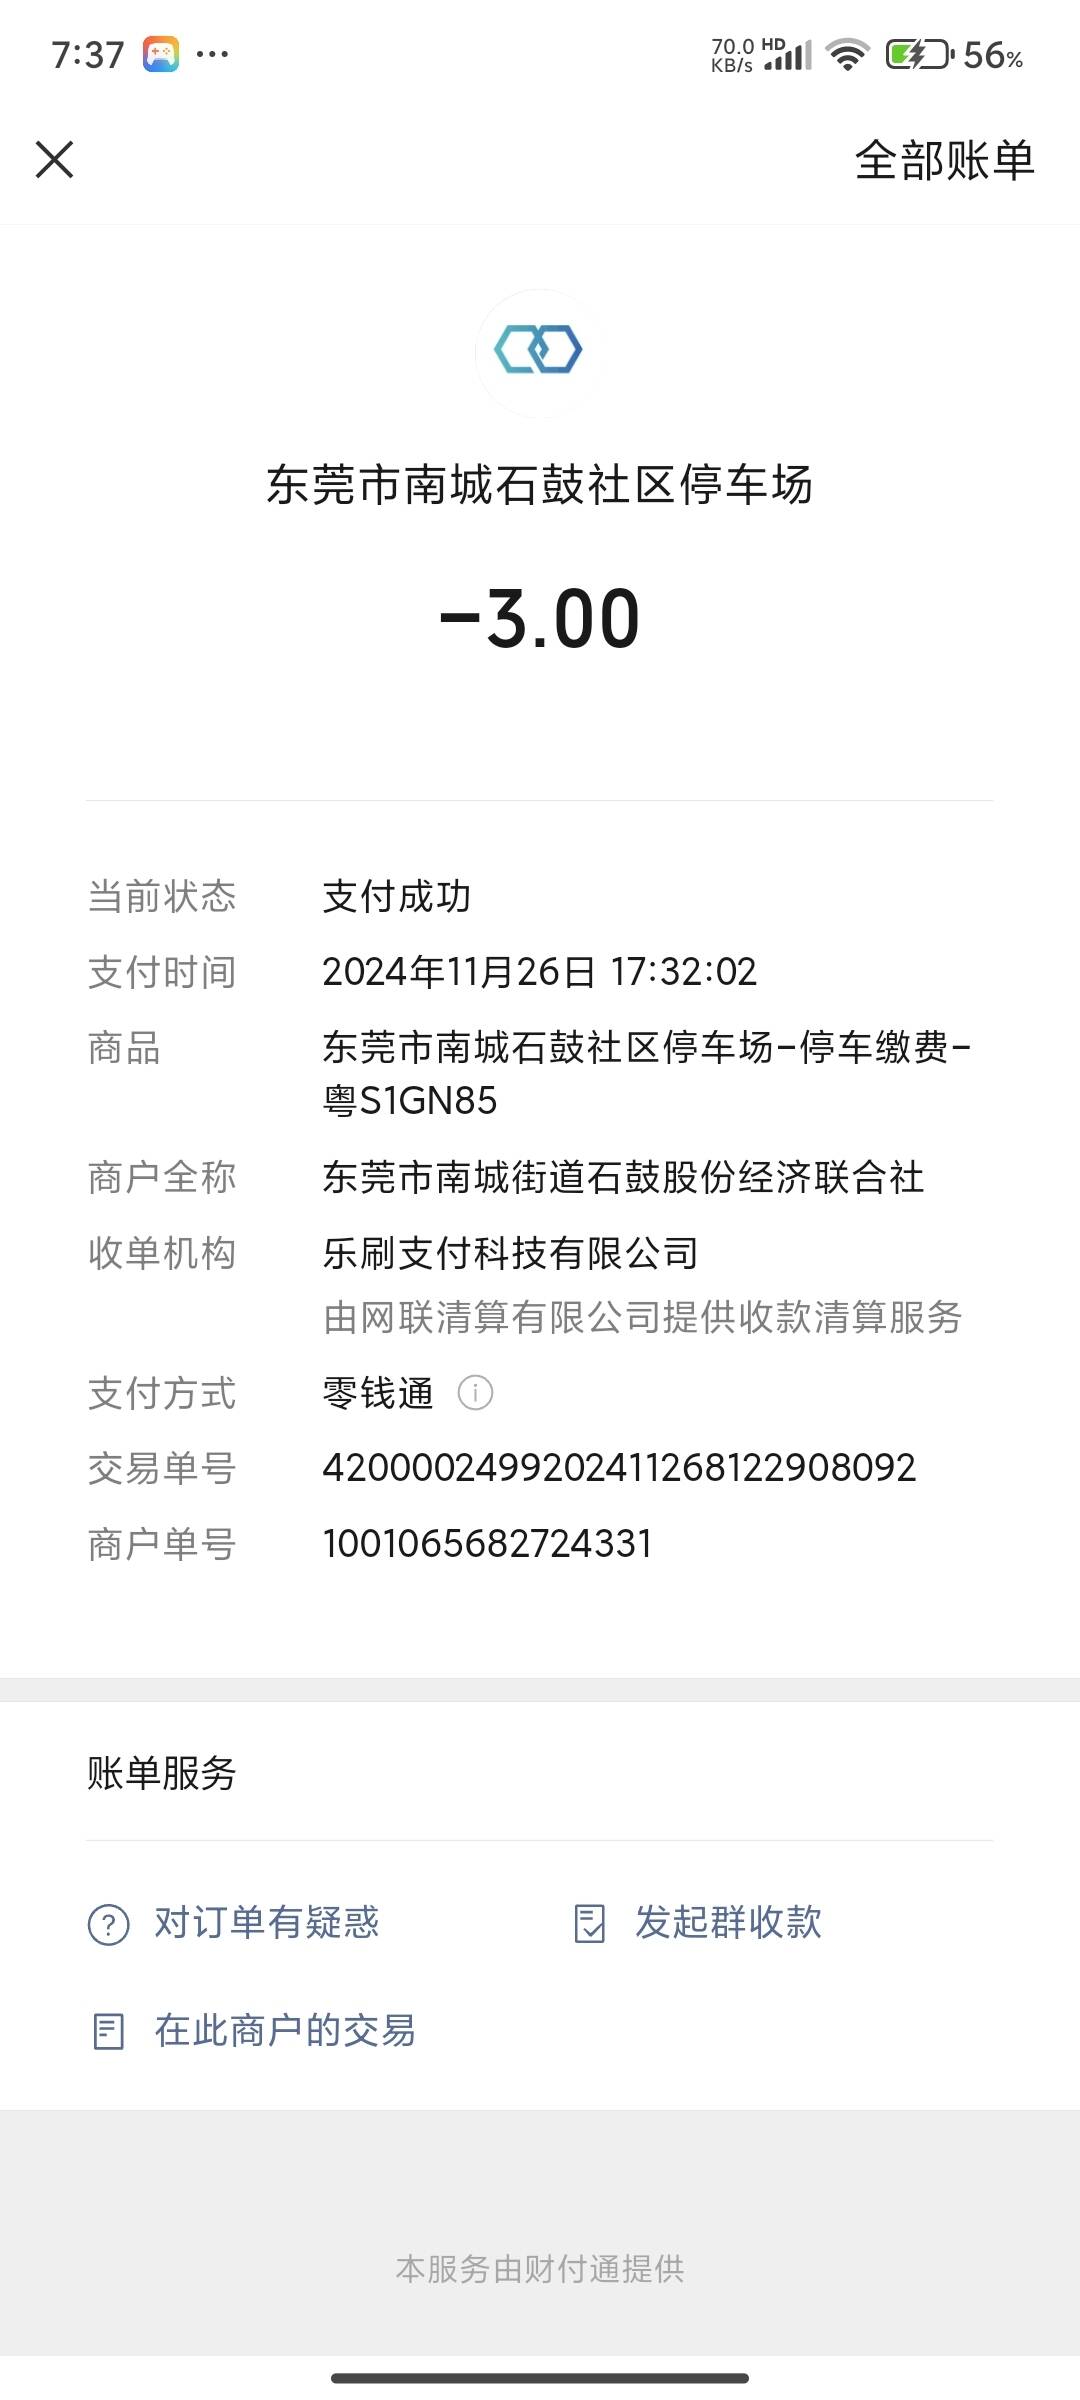 7:37 ··· 70.0 KB/s HD 56%
全部账单
东莞市南城石鼓社区停车场
-3.00
当前状态 支付成功
支付时间 2024年11月26日 17:32:02
商品 东莞市南城石鼓社区停车场-停车缴费-
粤S1GN85
商户全称 东莞市南城街道石鼓股份经济联合社
收单机构 乐刷支付科技有限公司
由网联清算有限公司提供收款清算服务
支付方式 零钱通
交易单号 4200002499202411268122908092
商户单号 1001065682724331
账单服务
对订单有疑惑 发起群收款
在此商户的交易
本服务由财付通提供